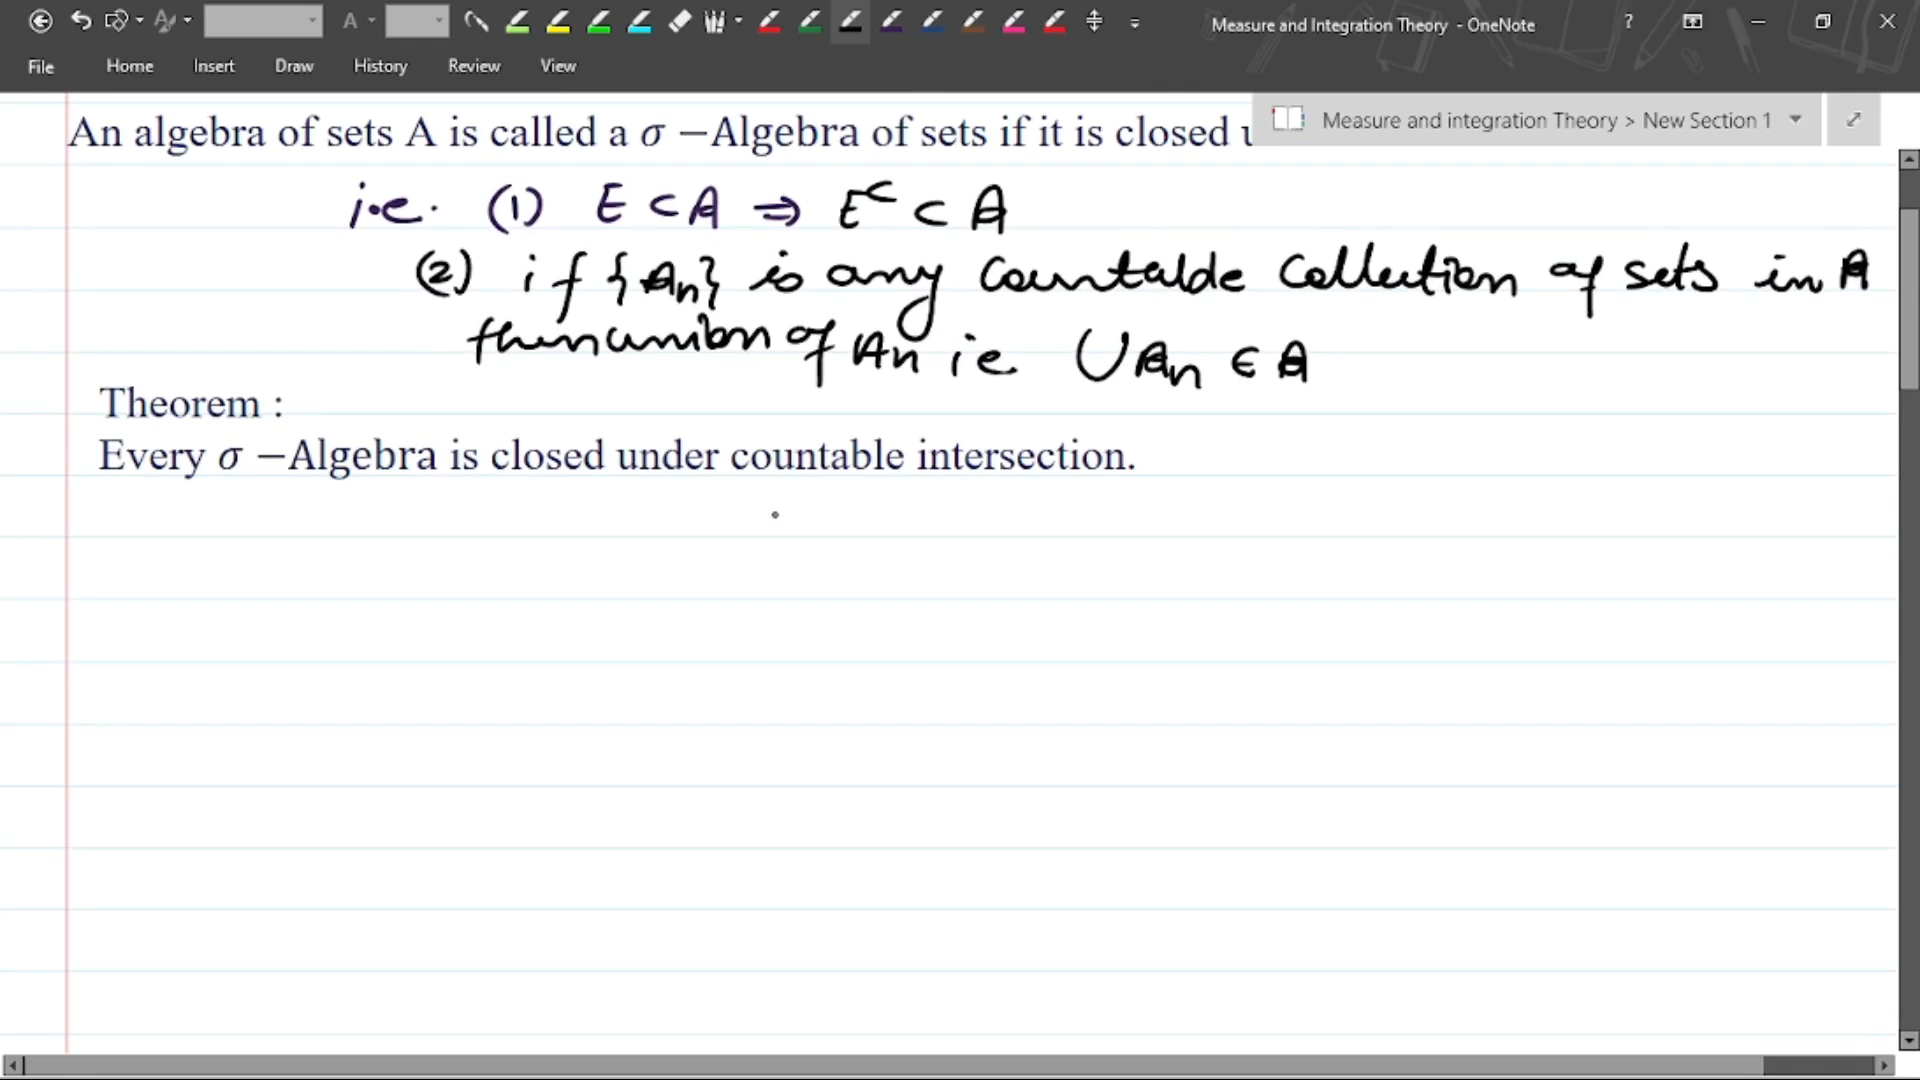 Measure and Integration Theory - OneNote
File Home Insert Draw History Review View
An algebra of sets A is called a σ −Algebra of sets if it is closed
Measure and integration Theory > New Section 1
i.e. (1) E ⊂ A ⇒ E^c ⊂ A
(2) if {An} is any countable collection of sets in A
then union of An ie ∪ An ∈ A
Theorem :
Every σ −Algebra is closed under countable intersection.